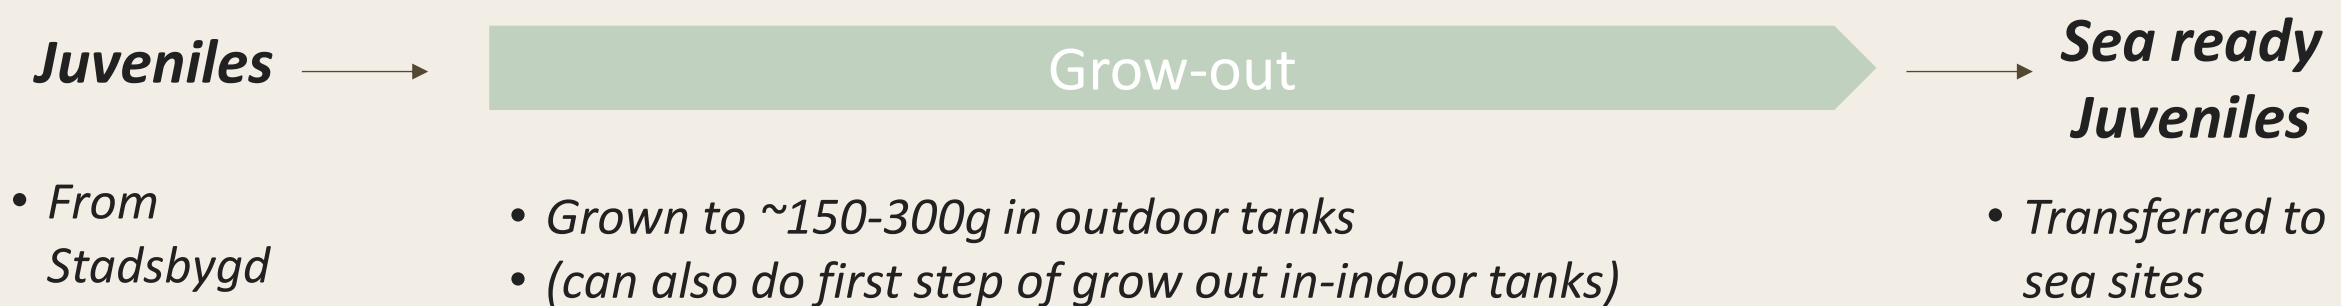 Juveniles
Grow-out
Sea ready
Juveniles
• From
Stadsbygd
• Grown to ~150-300g in outdoor tanks
• (can also do first step of grow out in-indoor tanks)
• Transferred to
sea sites